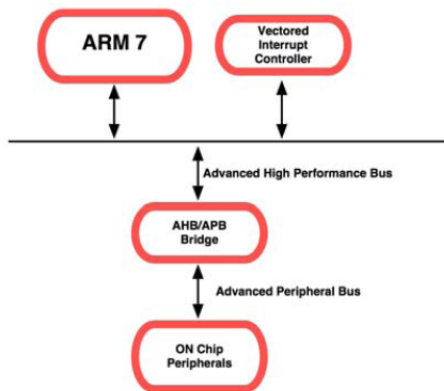 ARM 7
Vectored
Interrupt
Controller
Advanced High Performance Bus
AHB/APB
Bridge
Advanced Peripheral Bus
ON Chip
Peripherals